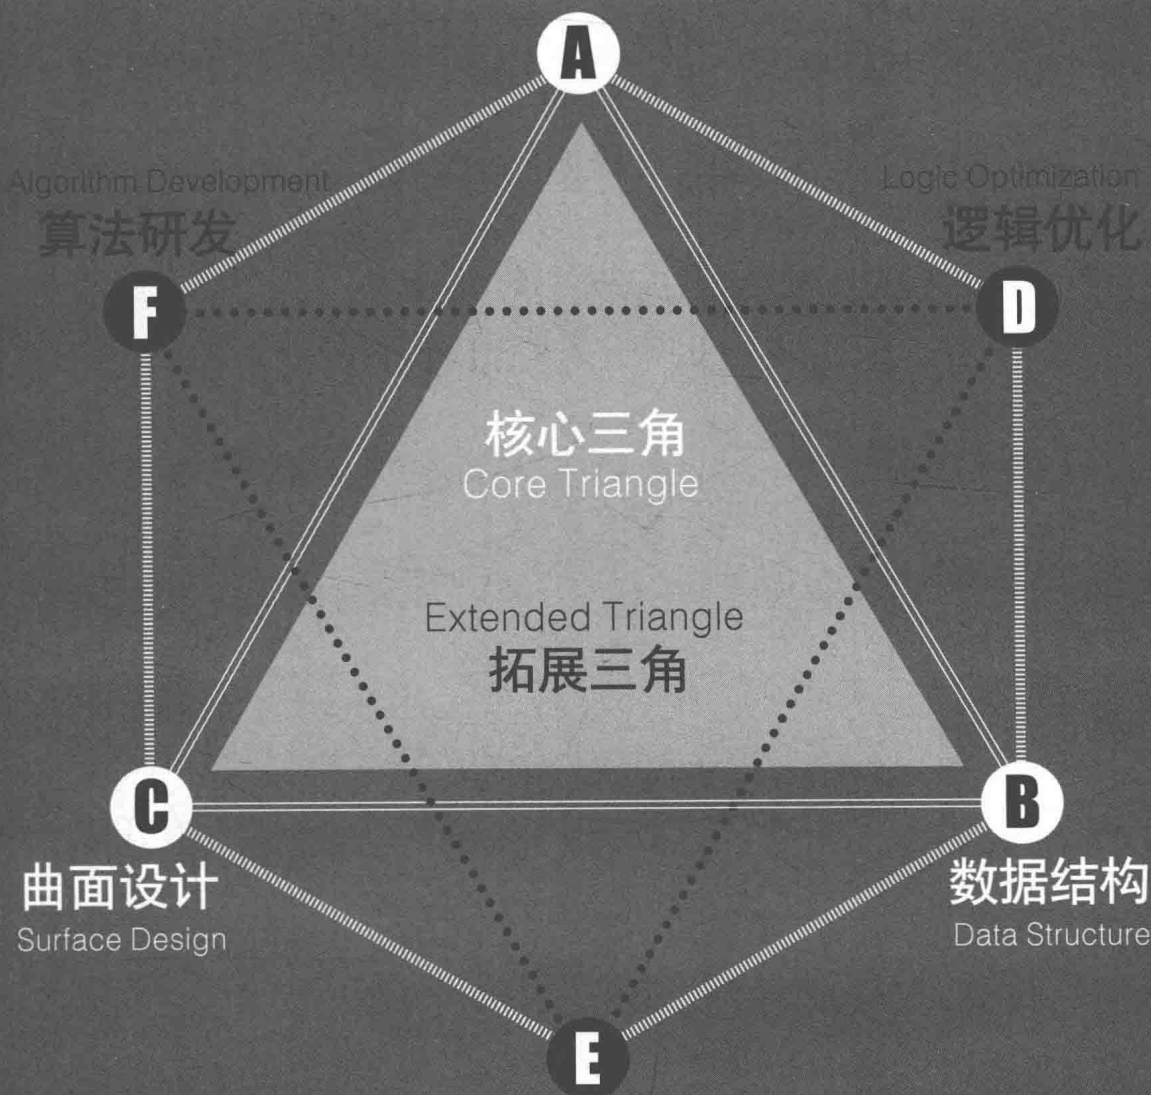 A
Algorithm Development
算法研发
Logic Optimization
逻辑优化
F
D
核心三角
Core Triangle
Extended Triangle
拓展三角
C
B
曲面设计
Surface Design
数据结构
Data Structure
E